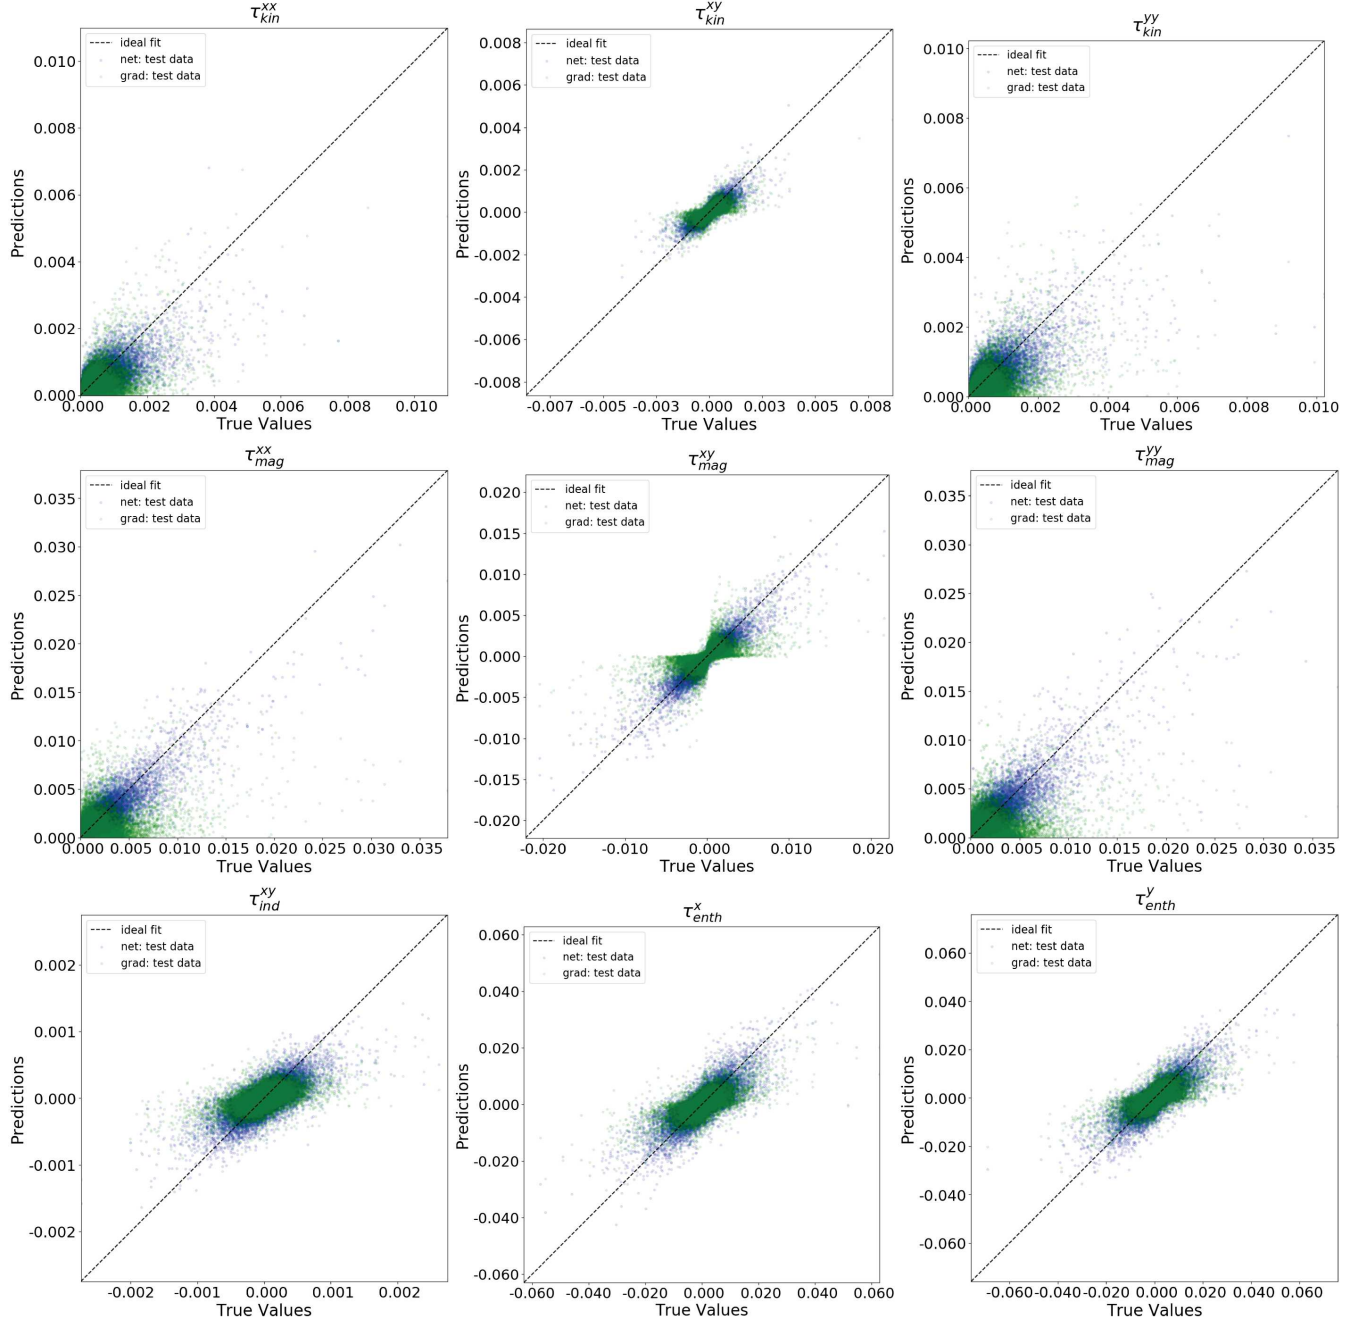 τ_kin^xx
ideal fit
net: test data
grad: test data
0.010
0.008
0.006
0.004
0.002
0.000
Predictions
0.000 0.002 0.004 0.006 0.008 0.010
True Values
τ_kin^xy
ideal fit
net: test data
grad: test data
0.008
0.006
0.004
0.002
0.000
-0.002
-0.004
-0.006
-0.008
Predictions
-0.007 -0.005 -0.003 0.000 0.003 0.005 0.008
True Values
τ_kin^yy
ideal fit
net: test data
grad: test data
0.010
0.008
0.006
0.004
0.002
0.000
Predictions
0.000 0.002 0.004 0.006 0.008 0.010
True Values
τ_mag^xx
ideal fit
net: test data
grad: test data
0.035
0.030
0.025
0.020
0.015
0.010
0.005
0.000
Predictions
0.000 0.005 0.010 0.015 0.020 0.025 0.030 0.035
True Values
τ_mag^xy
ideal fit
net: test data
grad: test data
0.020
0.015
0.010
0.005
0.000
-0.005
-0.010
-0.015
-0.020
Predictions
-0.020 -0.010 0.000 0.010 0.020
True Values
τ_mag^yy
ideal fit
net: test data
grad: test data
0.035
0.030
0.025
0.020
0.015
0.010
0.005
0.000
Predictions
0.000 0.005 0.010 0.015 0.020 0.025 0.030 0.035
True Values
τ_ind^xy
ideal fit
net: test data
grad: test data
0.002
0.001
0.000
-0.001
-0.002
Predictions
-0.002 -0.001 0.000 0.001 0.002
True Values
τ_enth^x
ideal fit
net: test data
grad: test data
0.060
0.040
0.020
0.000
-0.020
-0.040
-0.060
Predictions
-0.060 -0.040 -0.020 0.000 0.020 0.040 0.060
True Values
τ_enth^y
ideal fit
net: test data
grad: test data
0.060
0.040
0.020
0.000
-0.020
-0.040
-0.060
Predictions
-0.060 -0.040 -0.020 0.000 0.020 0.040 0.060
True Values